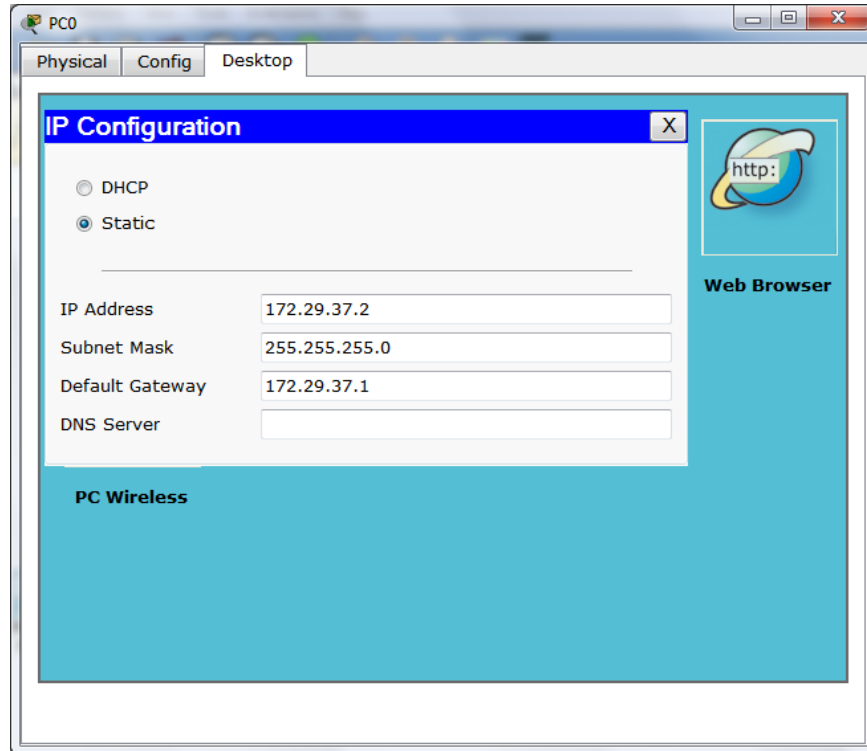 PC0
Physical Config Desktop
IP Configuration X
http:
DHCP
Static
Web Browser
IP Address 172.29.37.2
Subnet Mask 255.255.255.0
Default Gateway 172.29.37.1
DNS Server
PC Wireless